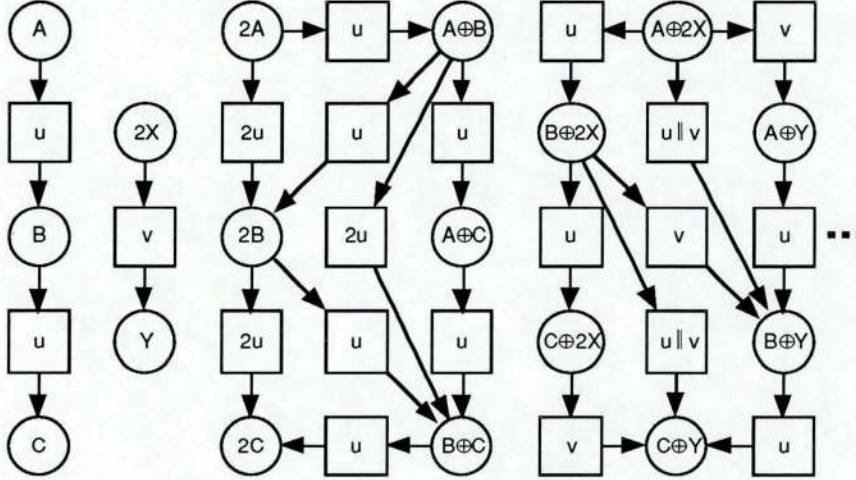 A 2A u A⊕B u A⊕2X v
u 2X 2u u u B⊕2X u‖v A⊕Y
B v 2B 2u A⊕C u v u ...
u Y 2u u u C⊕2X u‖v B⊕Y
C 2C u B⊕C v C⊕Y u